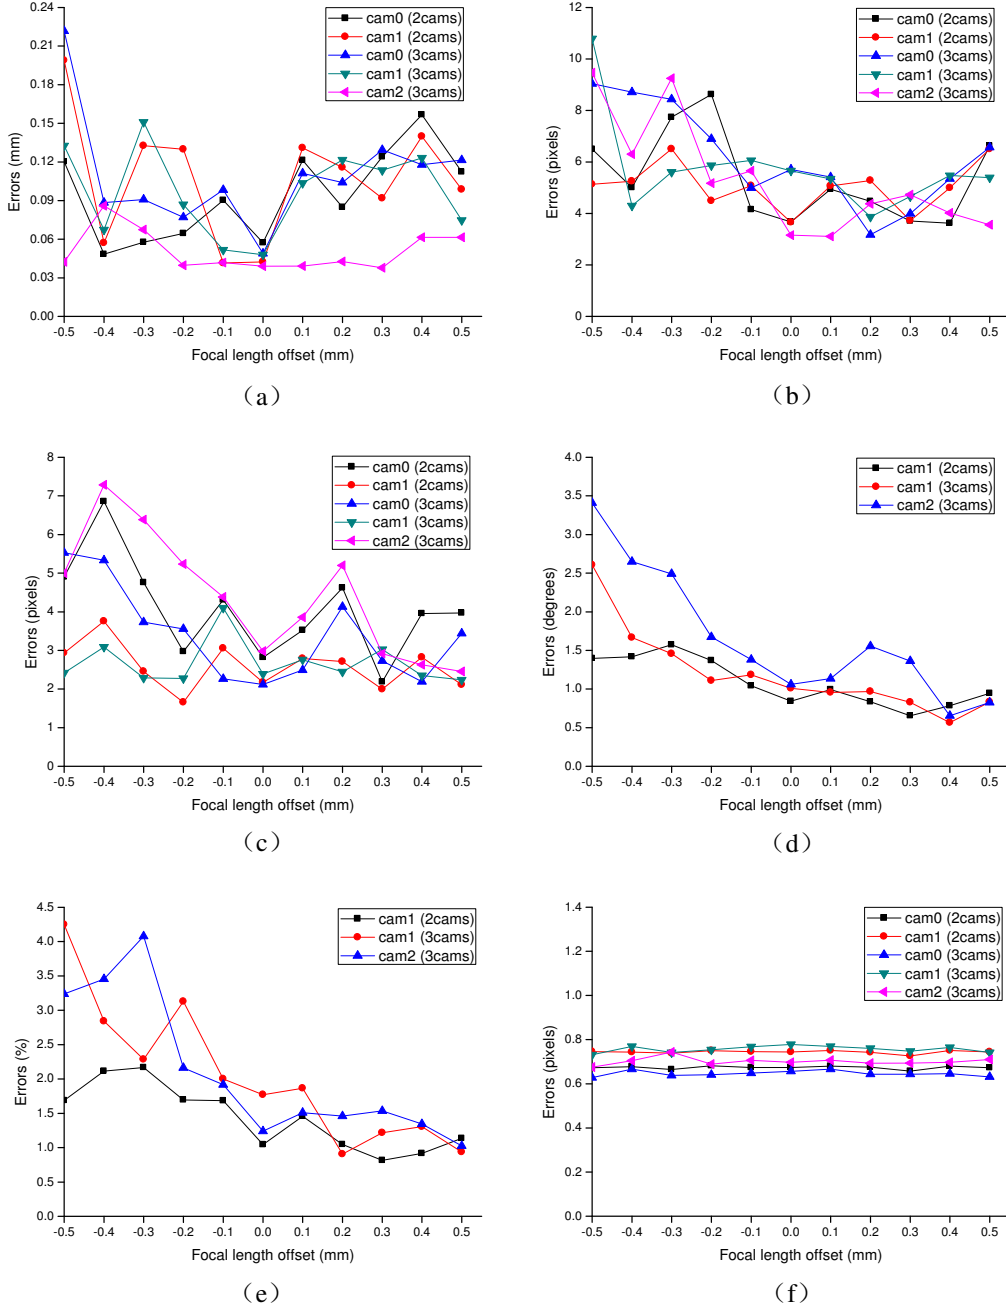 0.24
0.21
0.18
0.15
0.12
0.09
0.06
0.03
0.00
Errors (mm)
cam0 (2cams)
cam1 (2cams)
cam0 (3cams)
cam1 (3cams)
cam2 (3cams)
-0.5 -0.4 -0.3 -0.2 -0.1 0.0 0.1 0.2 0.3 0.4 0.5
Focal length offset (mm)
(a)
12
10
8
6
4
2
0
Errors (pixels)
cam0 (2cams)
cam1 (2cams)
cam0 (3cams)
cam1 (3cams)
cam2 (3cams)
-0.5 -0.4 -0.3 -0.2 -0.1 0.0 0.1 0.2 0.3 0.4 0.5
Focal length offset (mm)
(b)
8
7
6
5
4
3
2
1
0
Errors (pixels)
cam0 (2cams)
cam1 (2cams)
cam0 (3cams)
cam1 (3cams)
cam2 (3cams)
-0.5 -0.4 -0.3 -0.2 -0.1 0.0 0.1 0.2 0.3 0.4 0.5
Focal length offset (mm)
(c)
4.0
3.5
3.0
2.5
2.0
1.5
1.0
0.5
0.0
Errors (degrees)
cam1 (2cams)
cam1 (3cams)
cam2 (3cams)
-0.5 -0.4 -0.3 -0.2 -0.1 0.0 0.1 0.2 0.3 0.4 0.5
Focal length offset (mm)
(d)
4.5
4.0
3.5
3.0
2.5
2.0
1.5
1.0
0.5
0.0
Errors (%)
cam1 (2cams)
cam1 (3cams)
cam2 (3cams)
-0.5 -0.4 -0.3 -0.2 -0.1 0.0 0.1 0.2 0.3 0.4 0.5
Focal length offset (mm)
(e)
1.4
1.2
1.0
0.8
0.6
0.4
0.2
0.0
Errors (pixels)
cam0 (2cams)
cam1 (2cams)
cam0 (3cams)
cam1 (3cams)
cam2 (3cams)
-0.5 -0.4 -0.3 -0.2 -0.1 0.0 0.1 0.2 0.3 0.4 0.5
Focal length offset (mm)
(f)